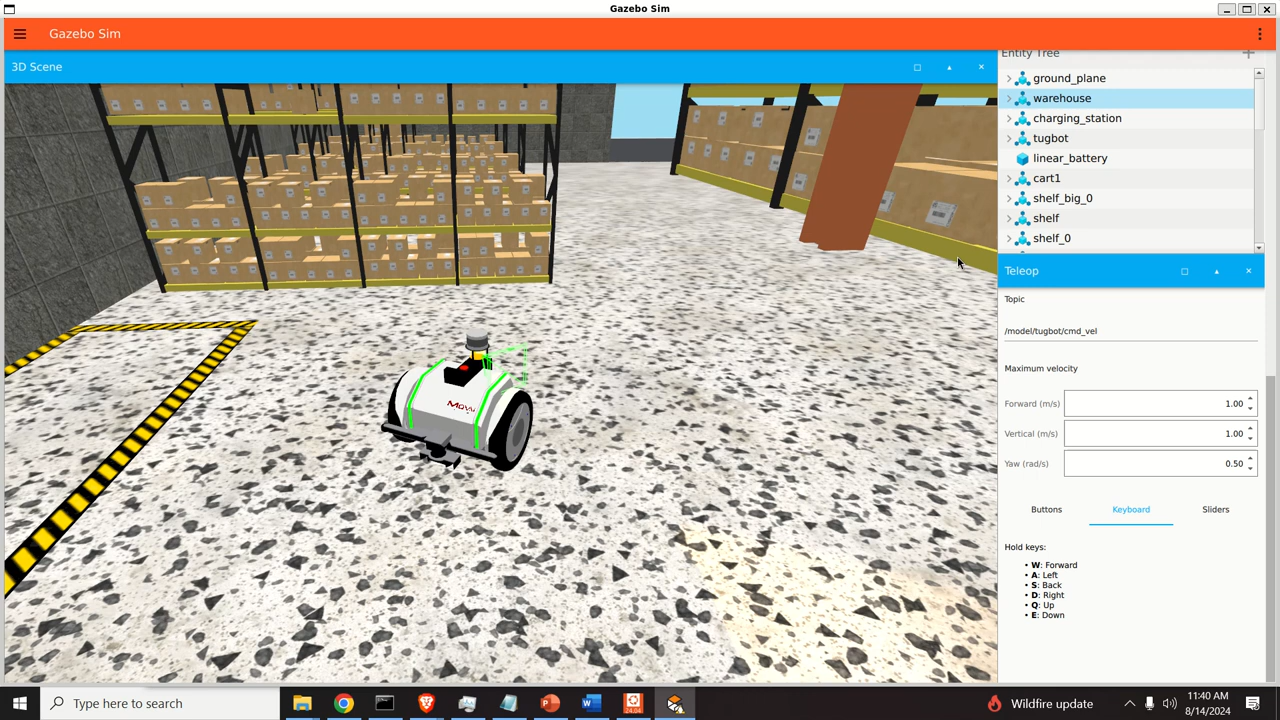 Gazebo Sim
Gazebo Sim
3D Scene
Entity Tree
ground_plane
warehouse
charging_station
tugbot
linear_battery
cart1
shelf_big_0
shelf
shelf_0
Teleop
Topic
/model/tugbot/cmd_vel
Maximum velocity
Forward (m/s) 1.00
Vertical (m/s) 1.00
Yaw (rad/s) 0.50
Buttons Keyboard Sliders
Hold keys:
• W: Forward
• A: Left
• S: Back
• D: Right
• Q: Up
• E: Down
Type here to search
24.04
Wildfire update
11:40 AM
8/14/2024